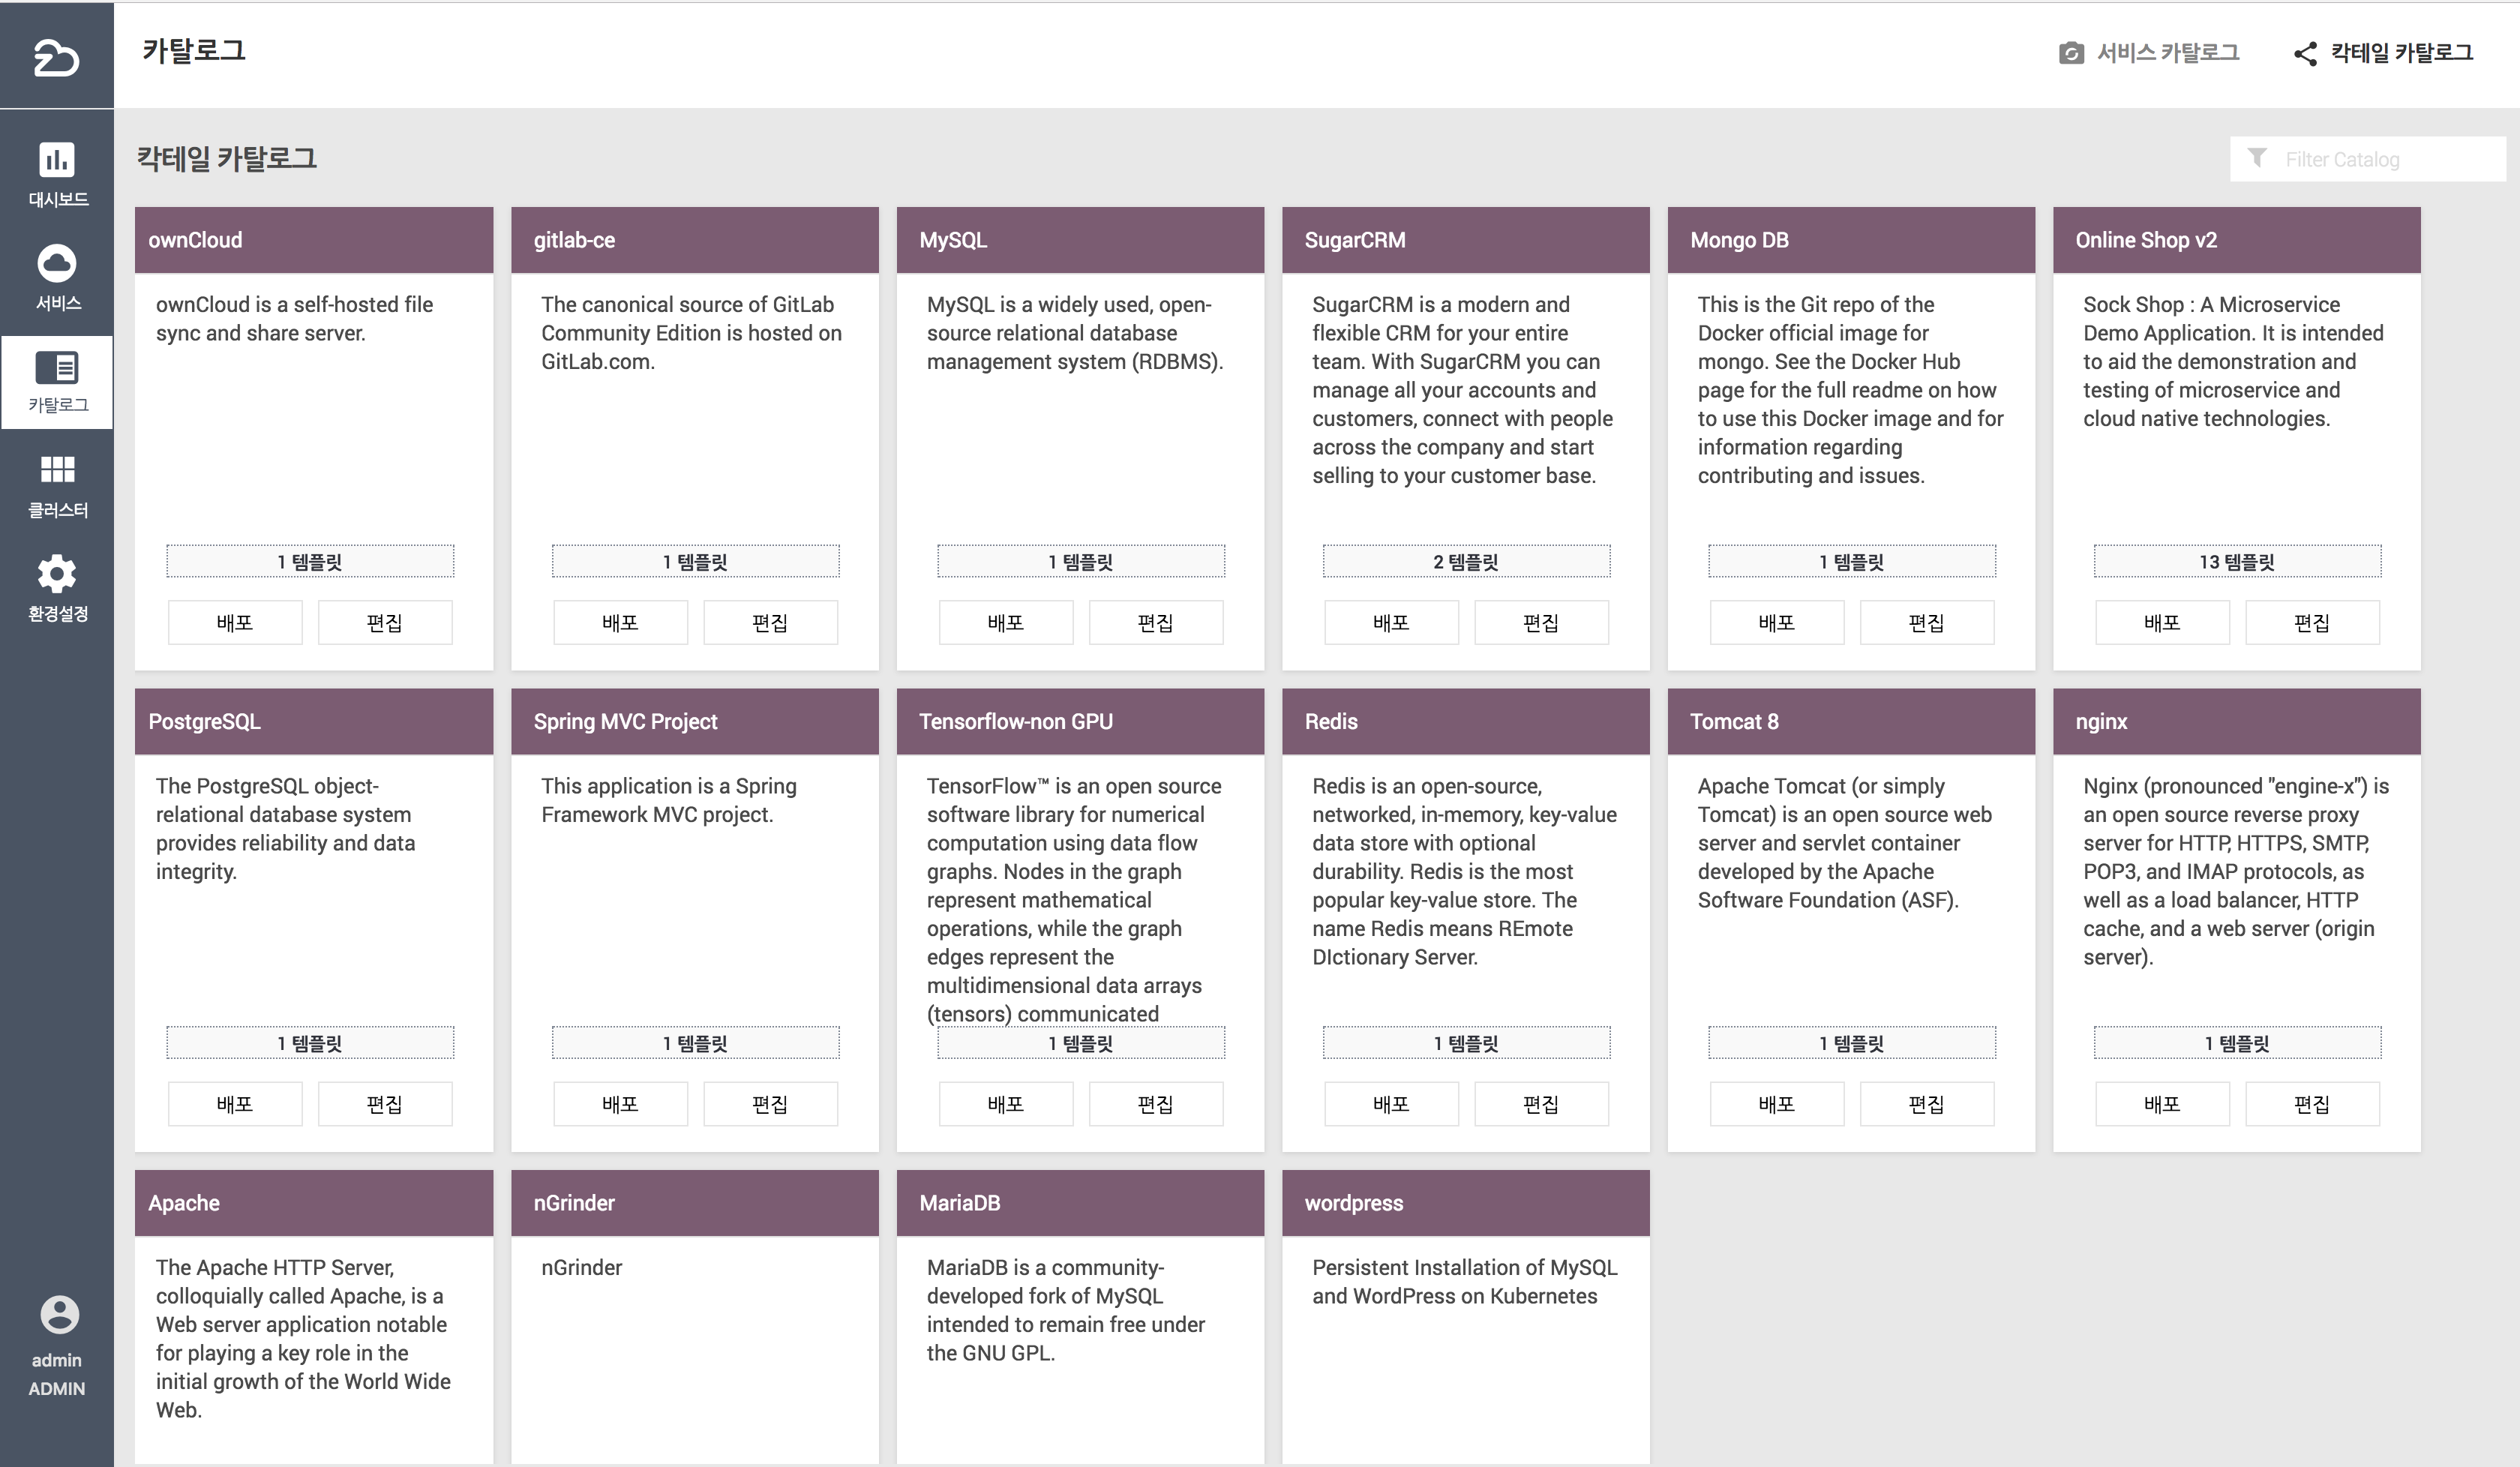 카탈로그
서비스 카탈로그
칵테일 카탈로그
대시보드
서비스
카탈로그
클러스터
환경설정
admin
ADMIN
칵테일 카탈로그
Filter Catalog
ownCloud
ownCloud is a self-hosted file
sync and share server.
1 템플릿
배포
편집
gitlab-ce
The canonical source of GitLab
Community Edition is hosted on
GitLab.com.
1 템플릿
배포
편집
MySQL
MySQL is a widely used, open-
source relational database
management system (RDBMS).
1 템플릿
배포
편집
SugarCRM
SugarCRM is a modern and
flexible CRM for your entire
team. With SugarCRM you can
manage all your accounts and
customers, connect with people
across the company and start
selling to your customer base.
2 템플릿
배포
편집
Mongo DB
This is the Git repo of the
Docker official image for
mongo. See the Docker Hub
page for the full readme on how
to use this Docker image and for
information regarding
contributing and issues.
1 템플릿
배포
편집
Online Shop v2
Sock Shop : A Microservice
Demo Application. It is intended
to aid the demonstration and
testing of microservice and
cloud native technologies.
13 템플릿
배포
편집
PostgreSQL
The PostgreSQL object-
relational database system
provides reliability and data
integrity.
1 템플릿
배포
편집
Spring MVC Project
This application is a Spring
Framework MVC project.
1 템플릿
배포
편집
Tensorflow-non GPU
TensorFlow™ is an open source
software library for numerical
computation using data flow
graphs. Nodes in the graph
represent mathematical
operations, while the graph
edges represent the
multidimensional data arrays
(tensors) communicated
1 템플릿
배포
편집
Redis
Redis is an open-source,
networked, in-memory, key-value
data store with optional
durability. Redis is the most
popular key-value store. The
name Redis means REmote
DIctionary Server.
1 템플릿
배포
편집
Tomcat 8
Apache Tomcat (or simply
Tomcat) is an open source web
server and servlet container
developed by the Apache
Software Foundation (ASF).
1 템플릿
배포
편집
nginx
Nginx (pronounced "engine-x") is
an open source reverse proxy
server for HTTP, HTTPS, SMTP,
POP3, and IMAP protocols, as
well as a load balancer, HTTP
cache, and a web server (origin
server).
1 템플릿
배포
편집
Apache
The Apache HTTP Server,
colloquially called Apache, is a
Web server application notable
for playing a key role in the
initial growth of the World Wide
Web.
nGrinder
nGrinder
MariaDB
MariaDB is a community-
developed fork of MySQL
intended to remain free under
the GNU GPL.
wordpress
Persistent Installation of MySQL
and WordPress on Kubernetes